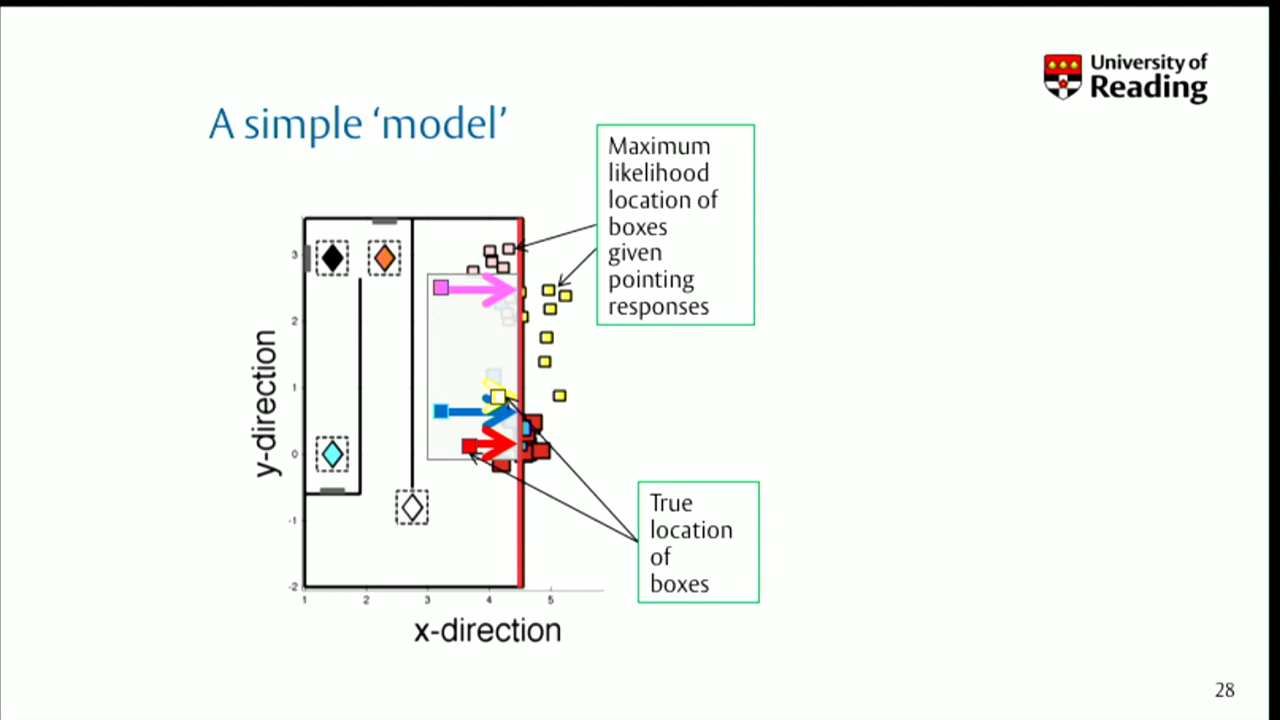 University of
Reading
A simple ‘model’
Maximum
likelihood
location of
boxes
given
pointing
responses
3
2
1
0
-1
-2
y-direction
1 2 3 4 5
x-direction
True
location
of
boxes
28